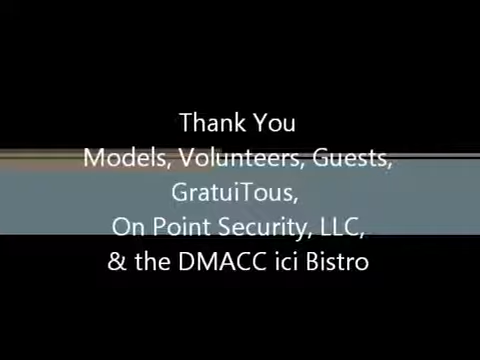 Thank You
Models, Volunteers, Guests,
GratuiTous,
On Point Security, LLC,
& the DMACC ici Bistro